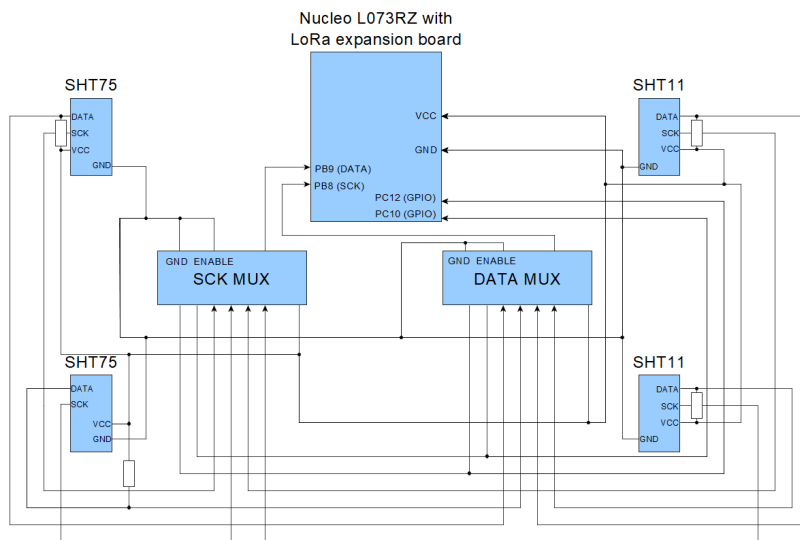 Nucleo L073RZ with
LoRa expansion board
SHT75
DATA
SCK
VCC
GND
VCC
GND
PB9 (DATA)
PB8 (SCK)
PC12 (GPIO)
PC10 (GPIO)
SHT11
DATA
SCK
VCC
GND
GND ENABLE
SCK MUX
GND ENABLE
DATA MUX
SHT75
DATA
SCK
VCC
GND
SHT11
DATA
SCK
VCC
GND